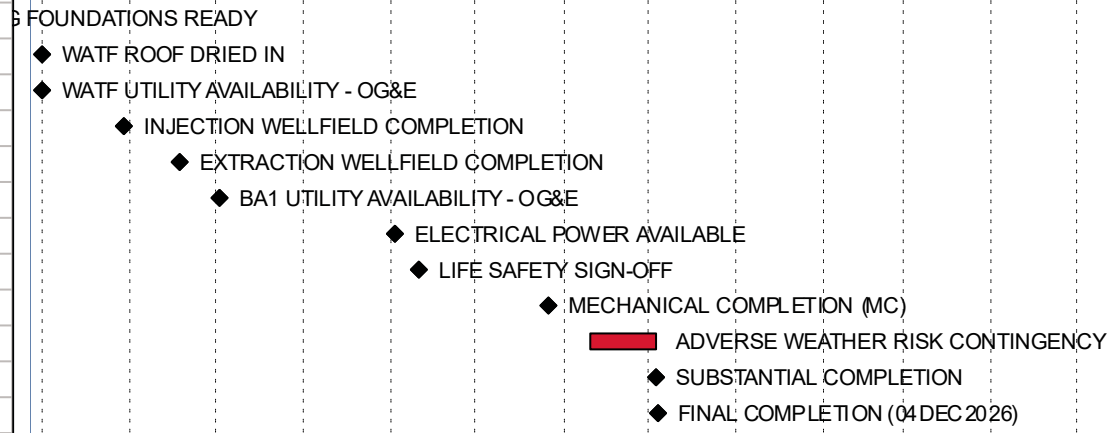 FOUNDATIONS READY
WATF ROOF DRIED IN
WATF UTILITY AVAILABILITY - OG&E
INJECTION WELLFIELD COMPLETION
EXTRACTION WELLFIELD COMPLETION
BA1 UTILITY AVAILABILITY - OG&E
ELECTRICAL POWER AVAILABLE
LIFE SAFETY SIGN-OFF
MECHANICAL COMPLETION (MC)
ADVERSE WEATHER RISK CONTINGENCY
SUBSTANTIAL COMPLETION
FINAL COMPLETION (04 DEC 2026)